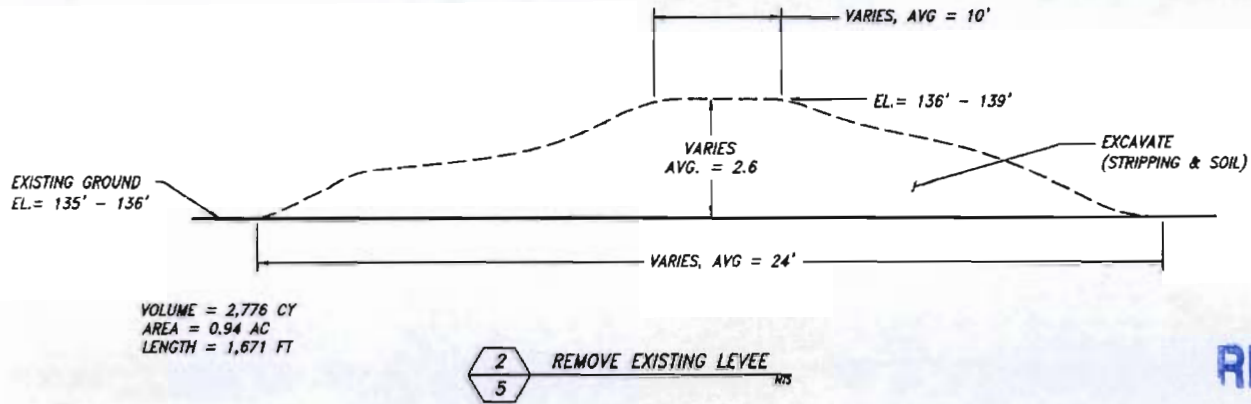 VARIES, AVG = 10'
EL.= 136' - 139'
VARIES
AVG. = 2.6
EXCAVATE
(STRIPPING & SOIL)
EXISTING GROUND
EL.= 135' - 136'
VARIES, AVG = 24'
VOLUME = 2,776 CY
AREA = 0.94 AC
LENGTH = 1,671 FT
2
5
REMOVE EXISTING LEVEE
NTS